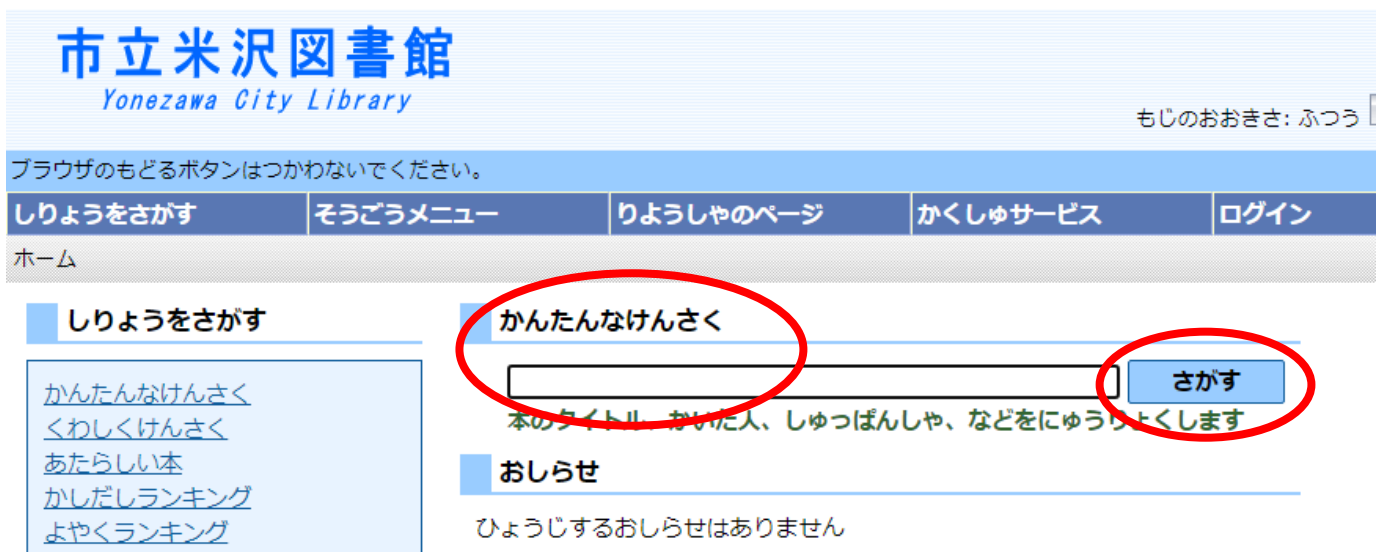 市立米沢図書館
Yonezawa City Library
もじのおおきさ: ふつう
ブラウザのもどるボタンはつかわないでください。
しりょうをさがす そうごうメニュー りようしゃのページ かくしゅサービス ログイン
ホーム
しりょうをさがす
かんたんなけんさく
くわしくけんさく
あたらしい本
かしだしランキング
よやくランキング
かんたんなけんさく
さがす
本のタイトル、かいた人、しゅっぱんしゃ、などをにゅうりょくします
おしらせ
ひょうじするおしらせはありません